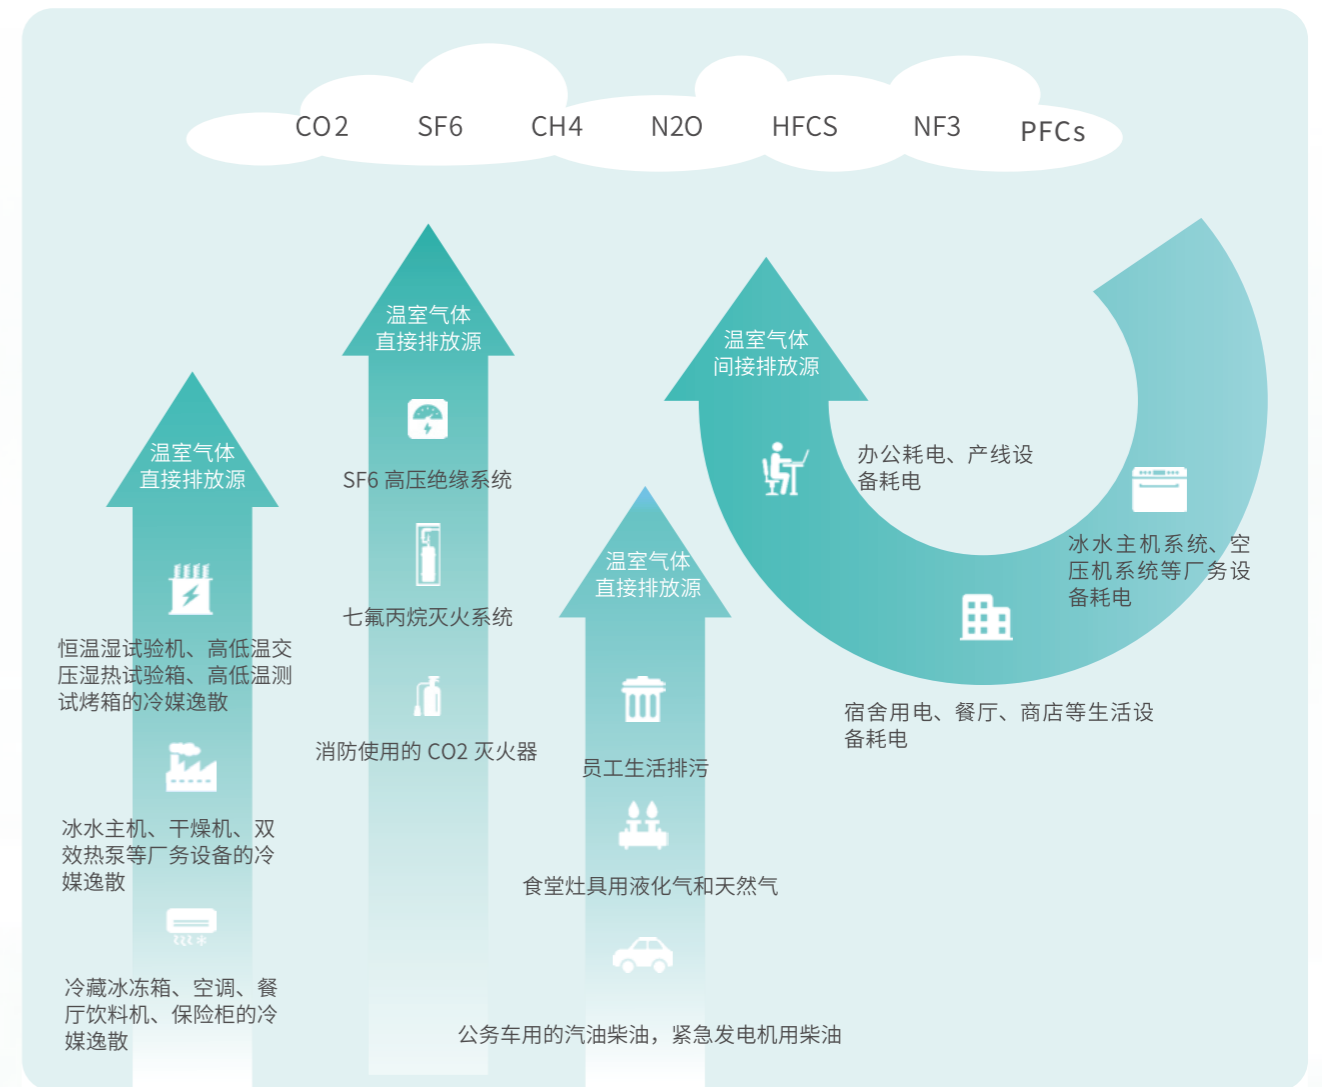 CO2 SF6 CH4 N2O HFCS NF3 PFCs
温室气体
直接排放源
恒温湿试验机、高低温交
压湿热试验箱、高低温测
试烤箱的冷媒逸散
冰水主机、干燥机、双
效热泵等厂务设备的冷
媒逸散
冷藏冰冻箱、空调、餐
厅饮料机、保险柜的冷
媒逸散
温室气体
直接排放源
SF6 高压绝缘系统
七氟丙烷灭火系统
消防使用的 CO2 灭火器
温室气体
直接排放源
员工生活排污
食堂灶具用液化气和天然气
公务车用的汽油柴油，紧急发电机用柴油
温室气体
间接排放源
办公耗电、产线设
备耗电
冰水主机系统、空
压机系统等厂务设
备耗电
宿舍用电、餐厅、商店等生活设
备耗电